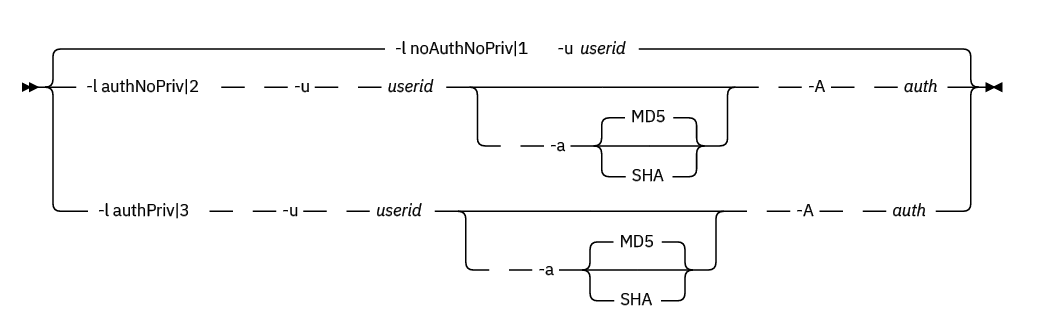 -l noAuthNoPriv|1 -u userid
-l authNoPriv|2 -u userid -A auth
MD5
-a
SHA
-l authPriv|3 -u userid -A auth
MD5
-a
SHA